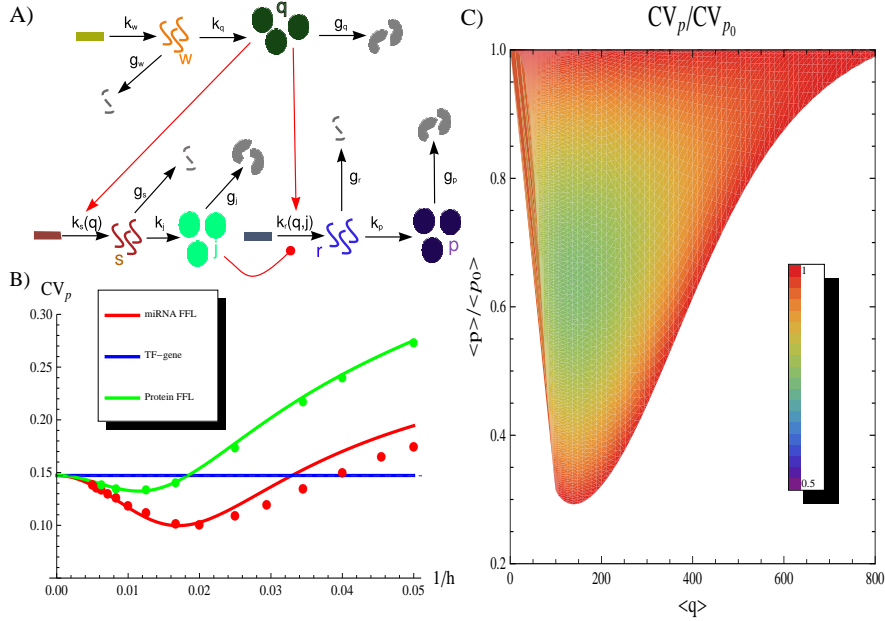 A)
k_w
k_q
q
g_q
w
g_w
g_s
g_j
g_r
g_p
k_s(q)
k_j
k_r(q,j)
k_p
s
j
r
p
B)
CV_p
miRNA FFL
TF-gene
Protein FFL
0.30
0.25
0.20
0.15
0.10
0.00 0.01 0.02 0.03 0.04 0.05
1/h
C)
CV_p/CV_p_0
1.0
0.8
0.6
0.4
0.2
<p>/<p_0>
1
0.5
0 200 400 600 800
<q>